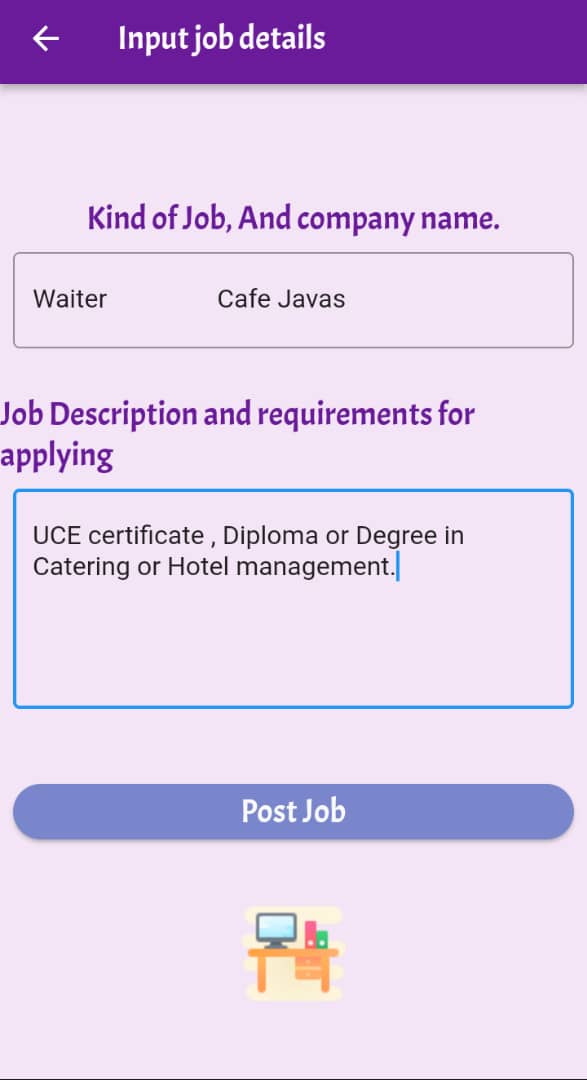 Input job details
Kind of Job, And company name.
Waiter Cafe Javas
Job Description and requirements for
applying
UCE certificate , Diploma or Degree in
Catering or Hotel management.
Post Job